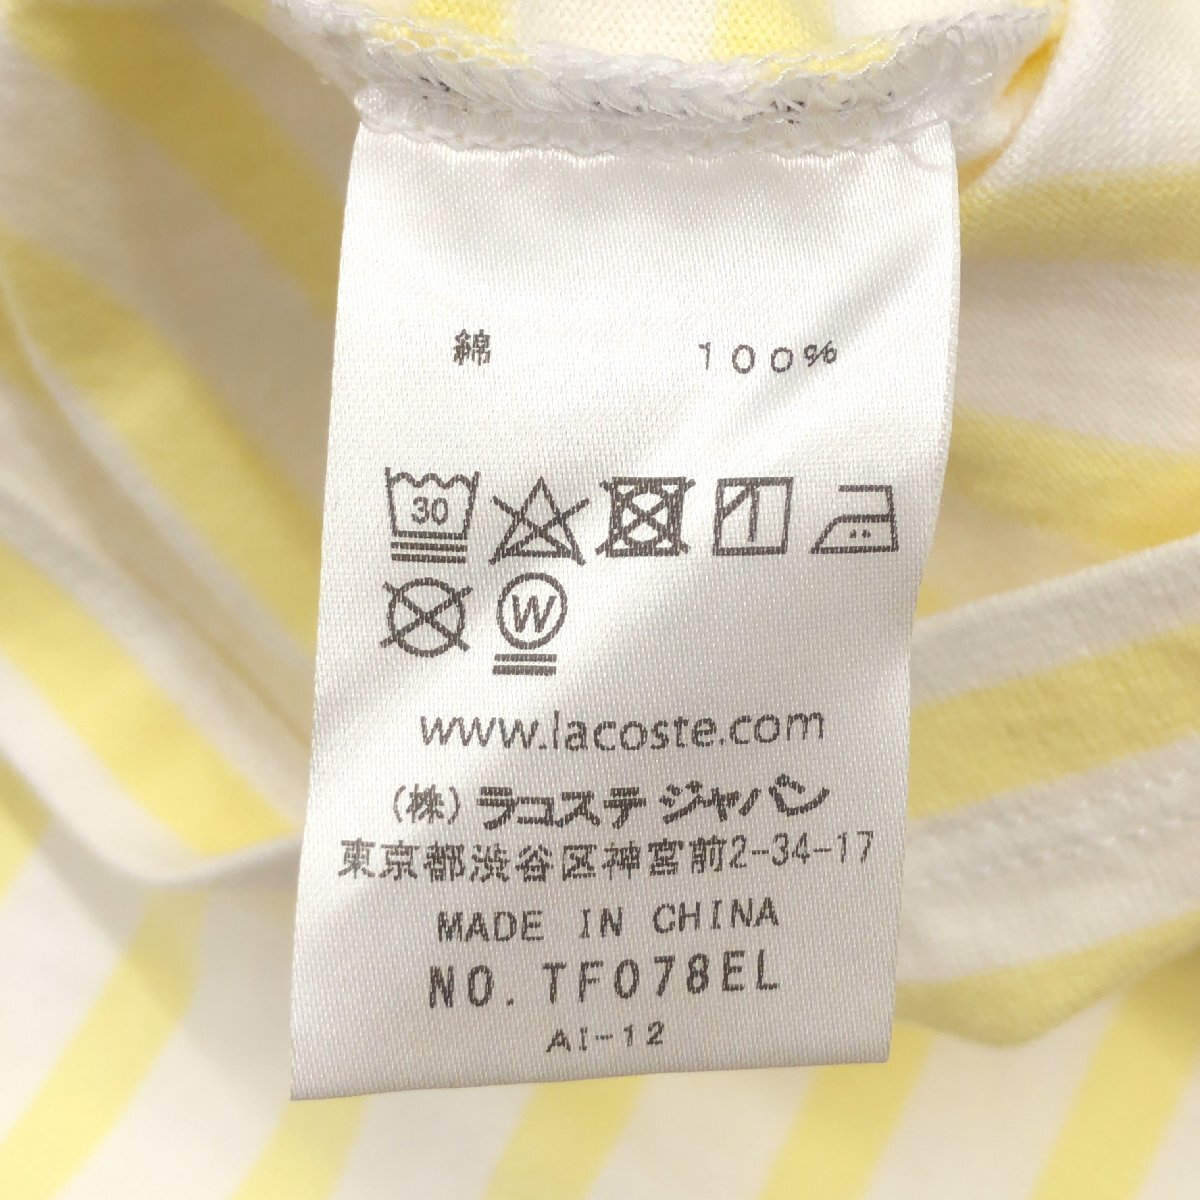 綿 100%
30
W
www.lacoste.com
(株)ラコステ ジャパン
東京都渋谷区神宮前2-34-17
MADE IN CHINA
NO. TF078EL
AI-12